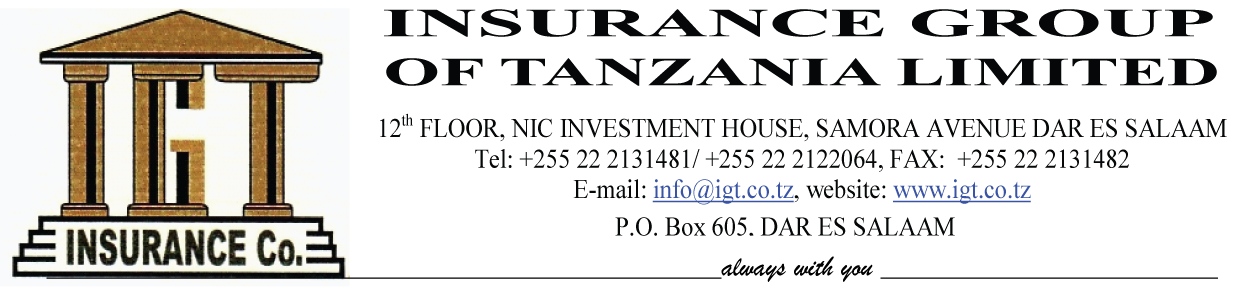 INSURANCE GROUP
OF TANZANIA LIMITED
12th FLOOR, NIC INVESTMENT HOUSE, SAMORA AVENUE DAR ES SALAAM
Tel: +255 22 2131481/ +255 22 2122064, FAX:  +255 22 2131482
E-mail: info@igt.co.tz, website: www.igt.co.tz
P.O. Box 605. DAR ES SALAAM
always with you
IGT
INSURANCE Co.